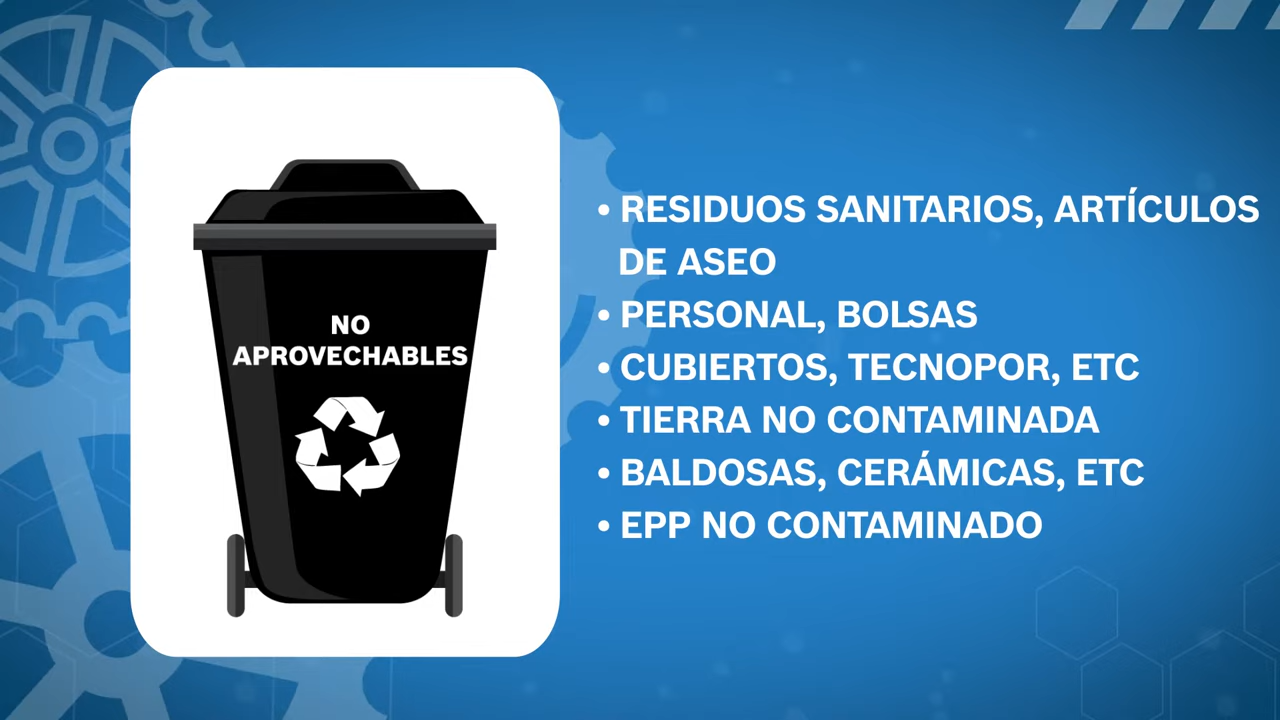 NO
APROVECHABLES
• RESIDUOS SANITARIOS, ARTÍCULOS
DE ASEO
• PERSONAL, BOLSAS
• CUBIERTOS, TECNOPOR, ETC
• TIERRA NO CONTAMINADA
• BALDOSAS, CERÁMICAS, ETC
• EPP NO CONTAMINADO